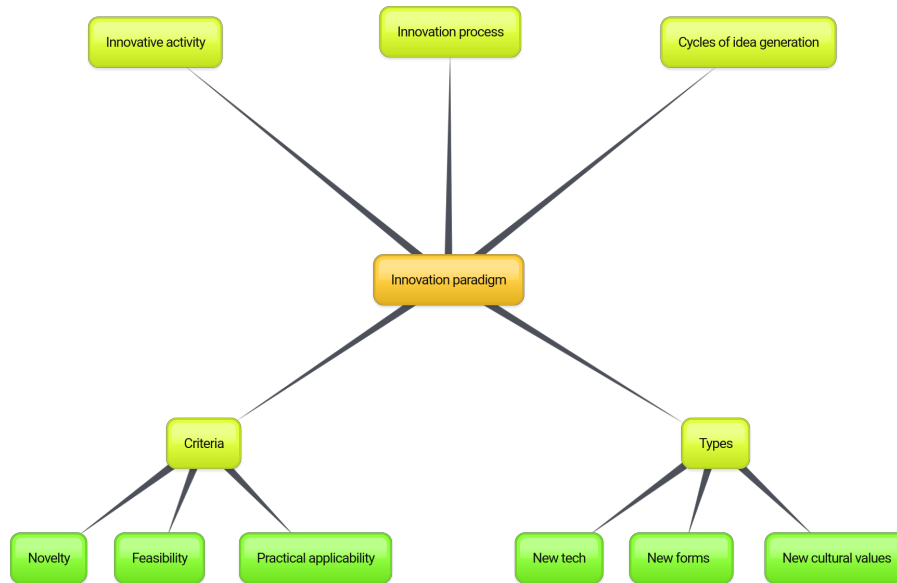 Innovative activity
Innovation process
Cycles of idea generation
Innovation paradigm
Criteria
Types
Novelty
Feasibility
Practical applicability
New tech
New forms
New cultural values